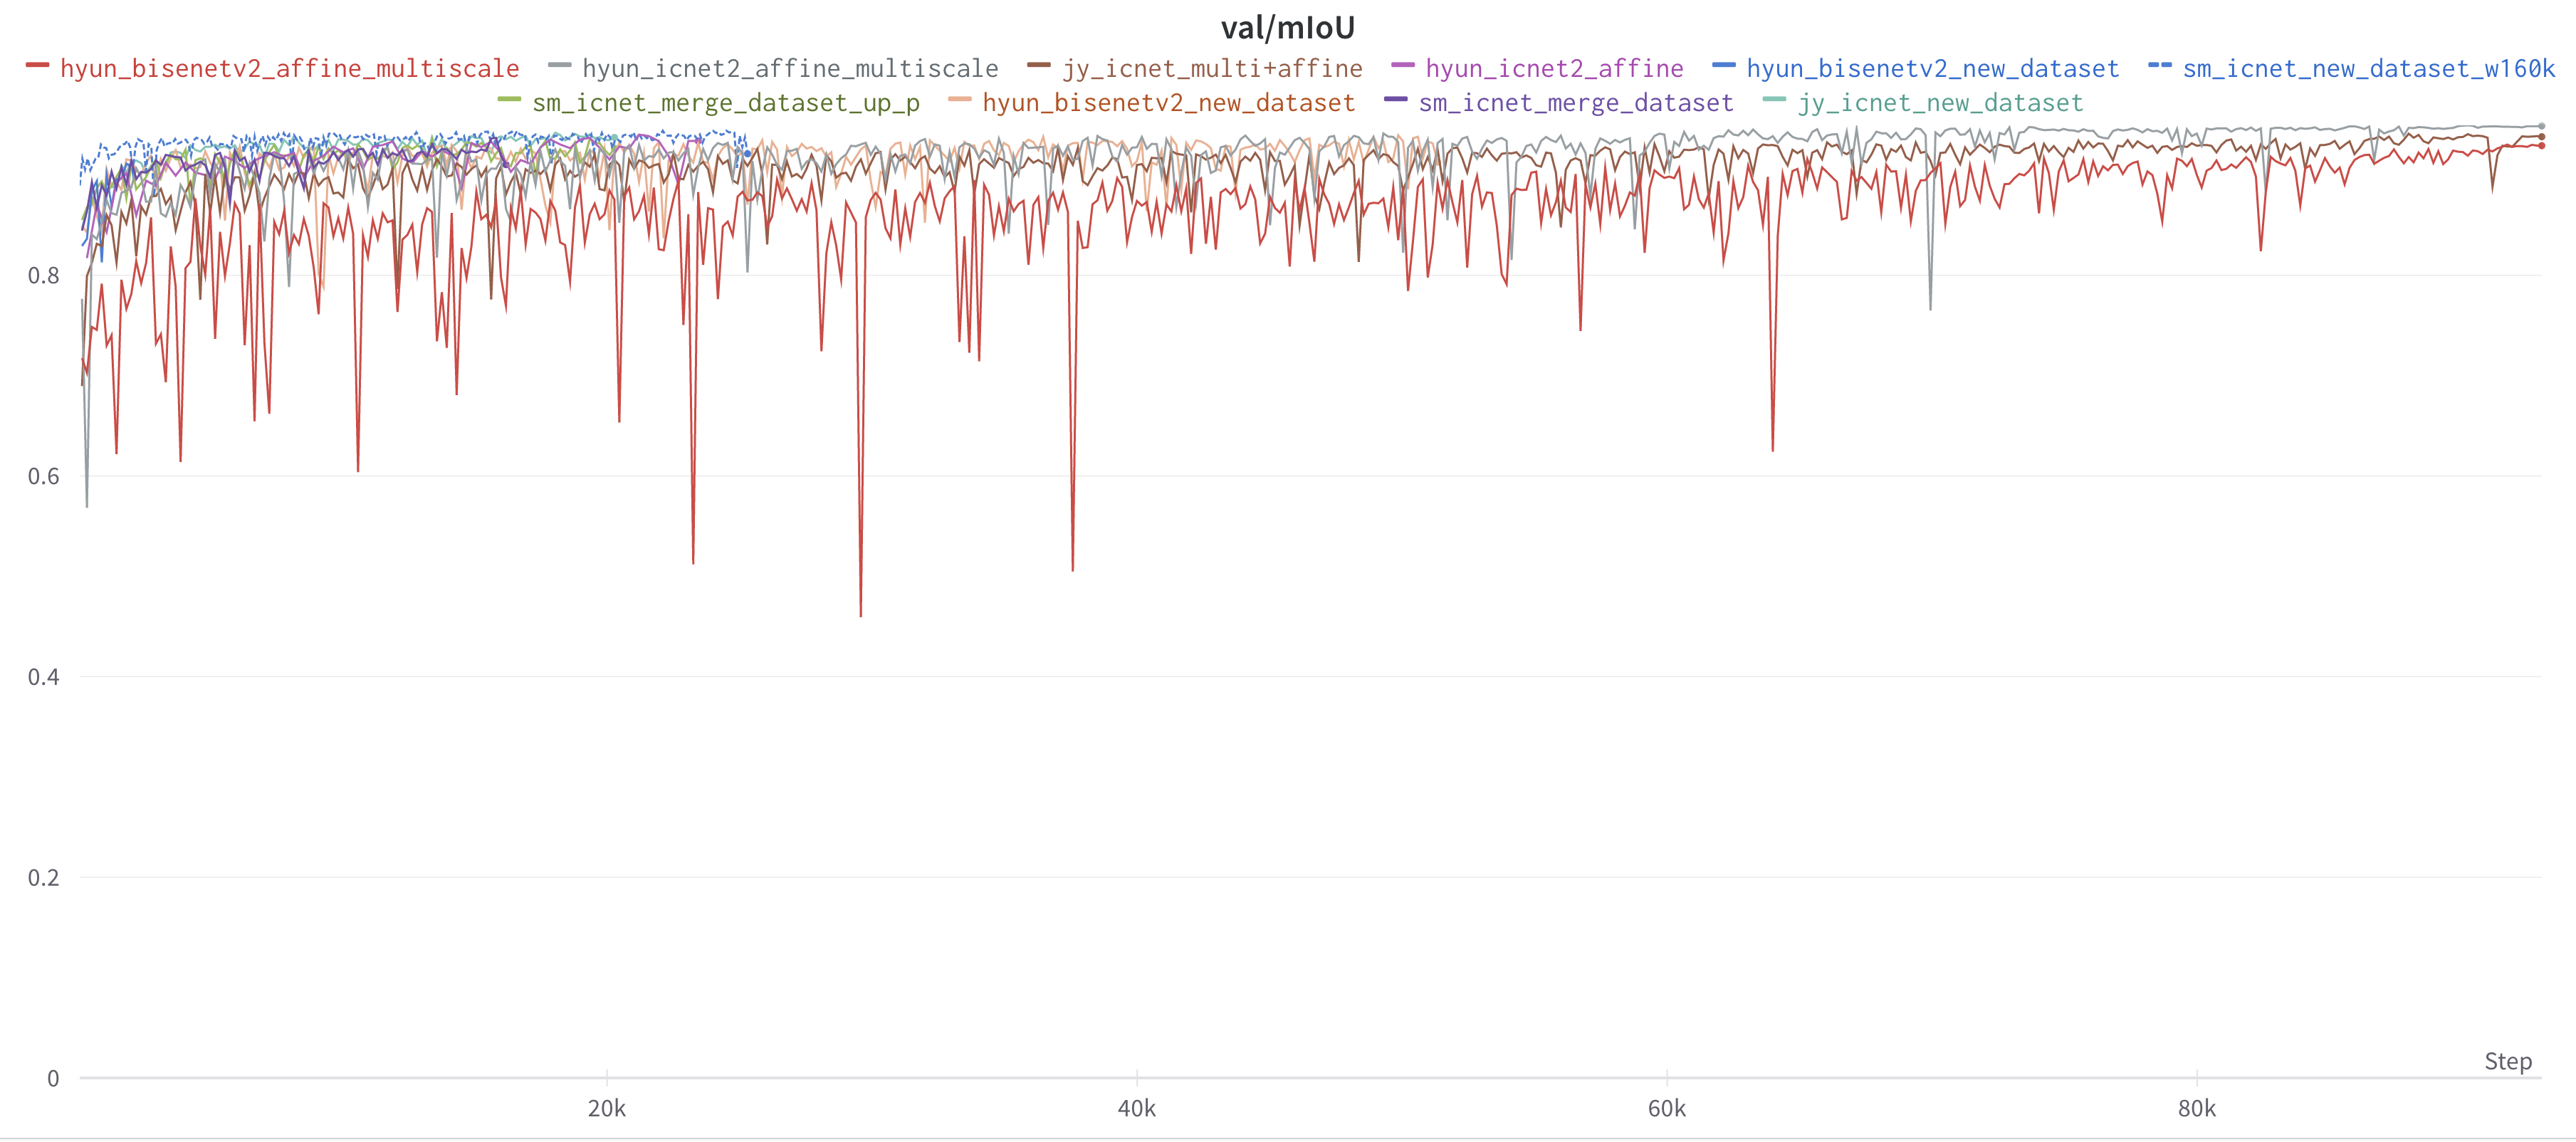 val/mIoU
hyun_bisenetv2_affine_multiscale hyun_icnet2_affine_multiscale jy_icnet_multi+affine hyun_icnet2_affine hyun_bisenetv2_new_dataset sm_icnet_new_dataset_w160k
sm_icnet_merge_dataset_up_p hyun_bisenetv2_new_dataset sm_icnet_merge_dataset jy_icnet_new_dataset
0.8
0.6
0.4
0.2
Step
0
20k 40k 60k 80k